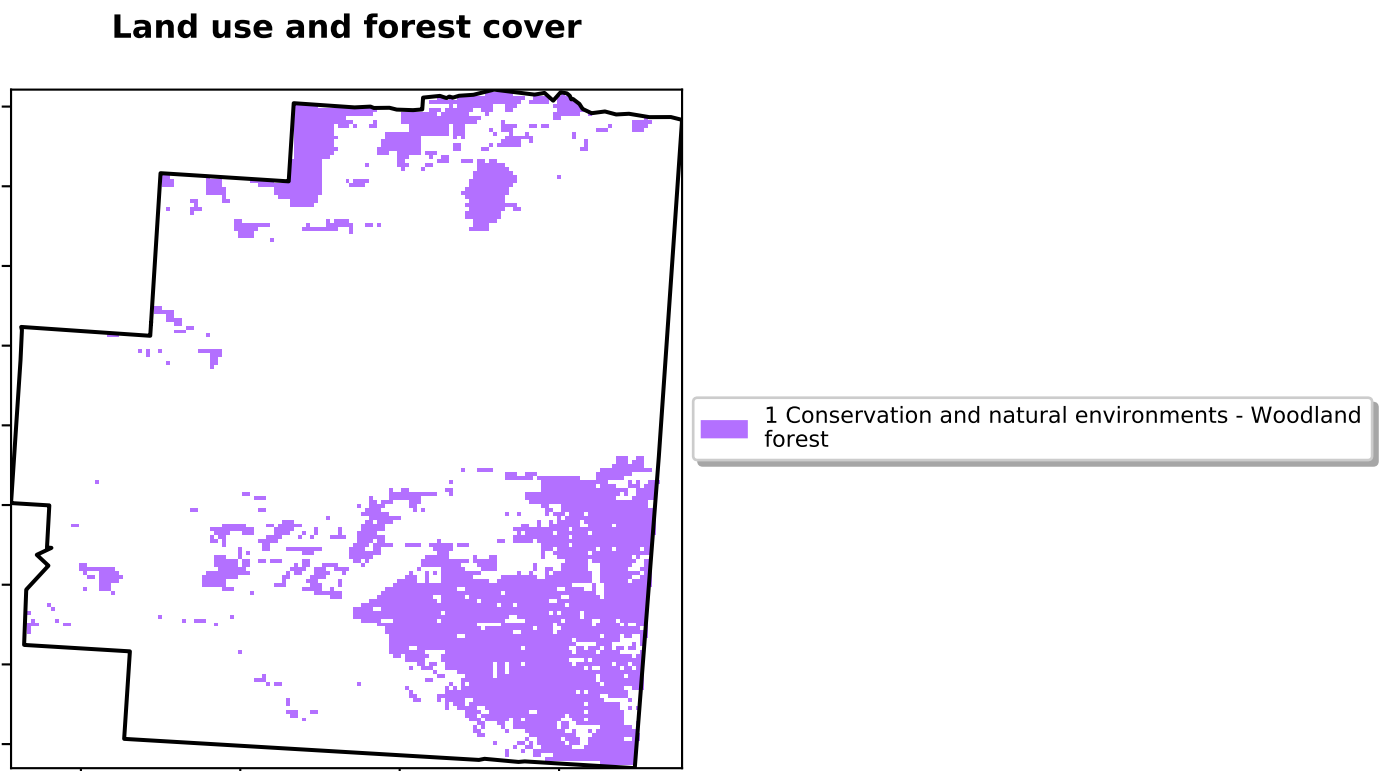 Land use and forest cover
1 Conservation and natural environments - Woodland
forest